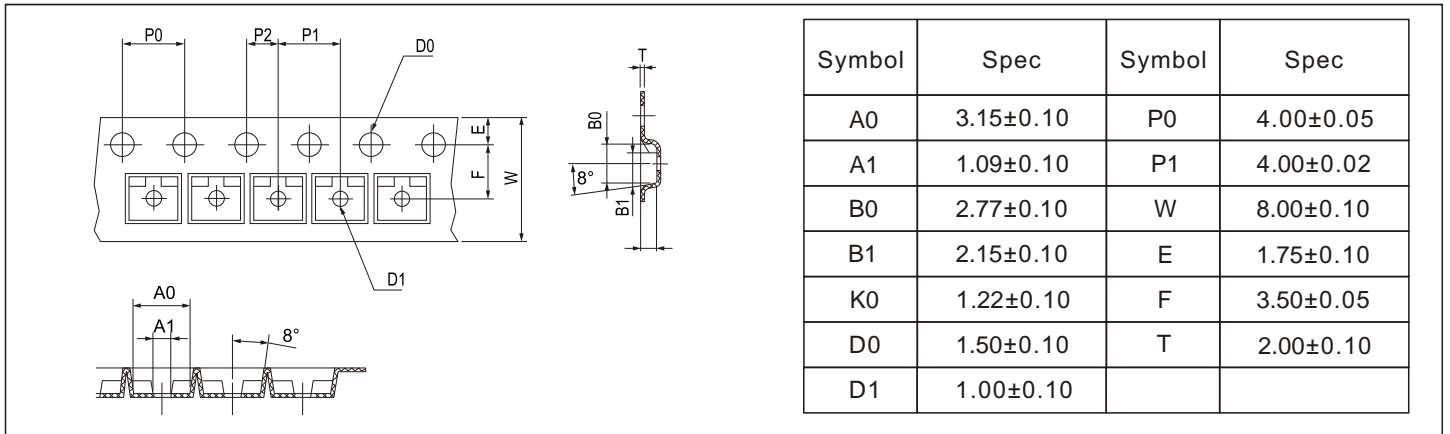 P0 P2 P1 D0
E
F
W
D1
T
B0
8°
B1
A0
A1
8°
Symbol Spec Symbol Spec
A0 3.15±0.10 P0 4.00±0.05
A1 1.09±0.10 P1 4.00±0.02
B0 2.77±0.10 W 8.00±0.10
B1 2.15±0.10 E 1.75±0.10
K0 1.22±0.10 F 3.50±0.05
D0 1.50±0.10 T 2.00±0.10
D1 1.00±0.10